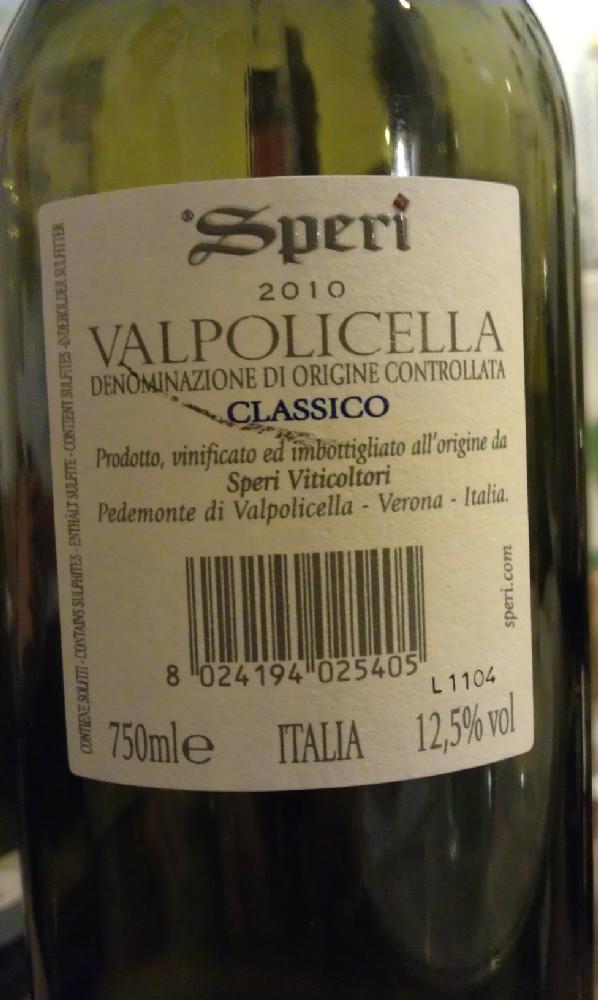 ®Speri
2010
VALPOLICELLA
DENOMINAZIONE DI ORIGINE CONTROLLATA
CLASSICO
Prodotto, vinificato ed imbottigliato all'origine da
Speri Viticoltori
Pedemonte di Valpolicella - Verona - Italia.
CONTIENE SOLFITI - CONTAINS SULPHITES - ENTHÄLT SULFITE - CONTIENT SULFITES - INDEHOLDER SULFITTER
speri.com
8 024194 025405
L1104
750ml e ITALIA 12,5% vol